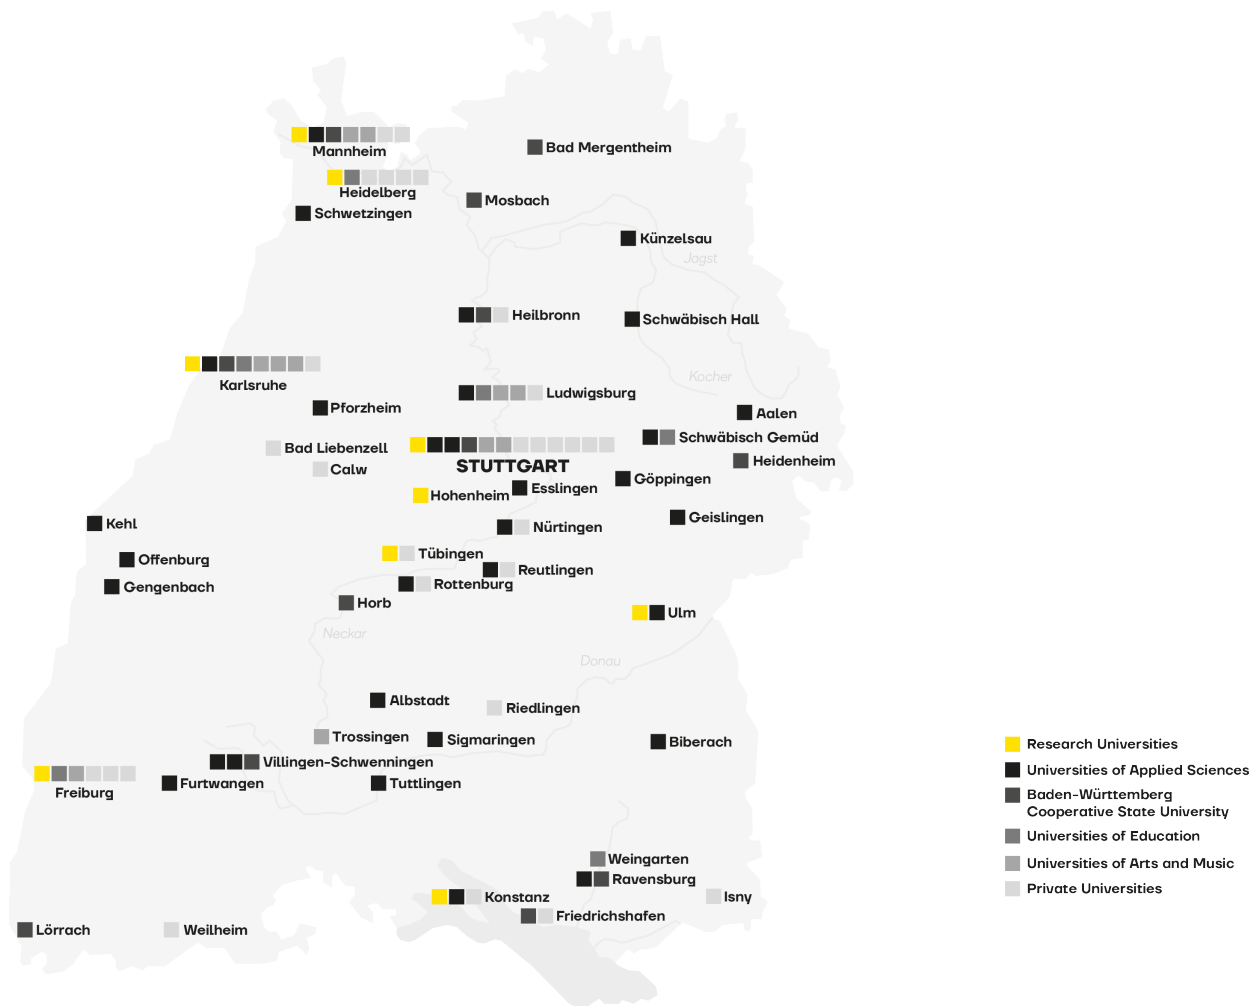 Mannheim
Bad Mergentheim
Heidelberg
Mosbach
Schwetzingen
Künzelsau
Jagst
Heilbronn
Schwäbisch Hall
Karlsruhe
Kocher
Ludwigsburg
Pforzheim
Aalen
Schwäbisch Gemüd
Bad Liebenzell
Heidenheim
STUTTGART
Calw
Göppingen
Esslingen
Hohenheim
Geislingen
Kehl
Nürtingen
Tübingen
Offenburg
Reutlingen
Rottenburg
Gengenbach
Horb
Ulm
Neckar
Donau
Albstadt
Riedlingen
Trossingen
Sigmaringen
Biberach
Villingen-Schwenningen
Furtwangen
Tuttlingen
Freiburg
Weingarten
Ravensburg
Konstanz
Isny
Friedrichshafen
Lörrach
Weilheim
Research Universities
Universities of Applied Sciences
Baden-Württemberg
Cooperative State University
Universities of Education
Universities of Arts and Music
Private Universities